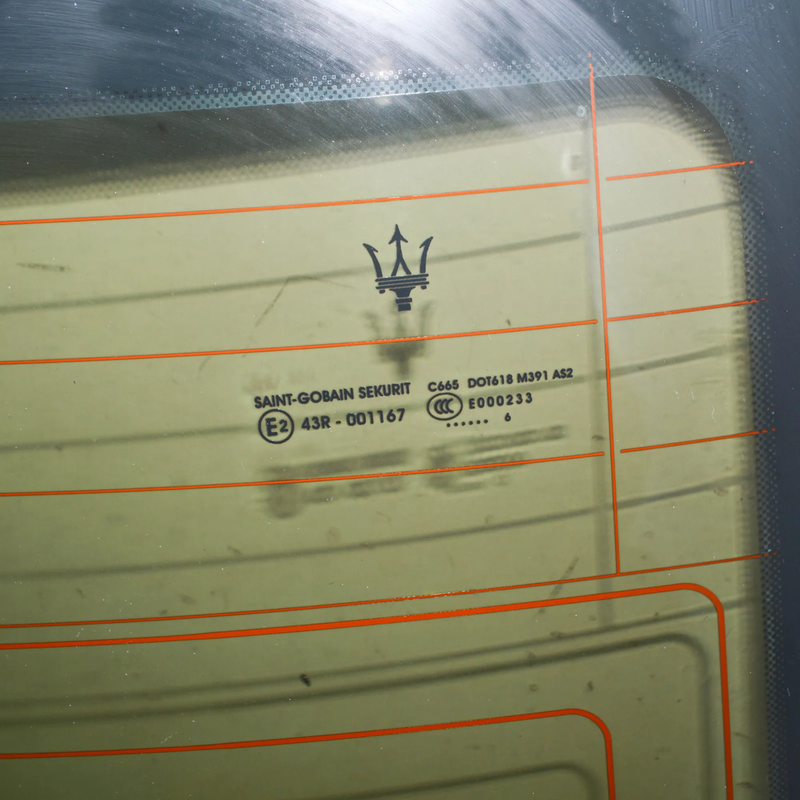 SAINT-GOBAIN SEKURIT C665 DOT618 M391 AS2
E2 43R - 001167 CCC E000233
...... 6